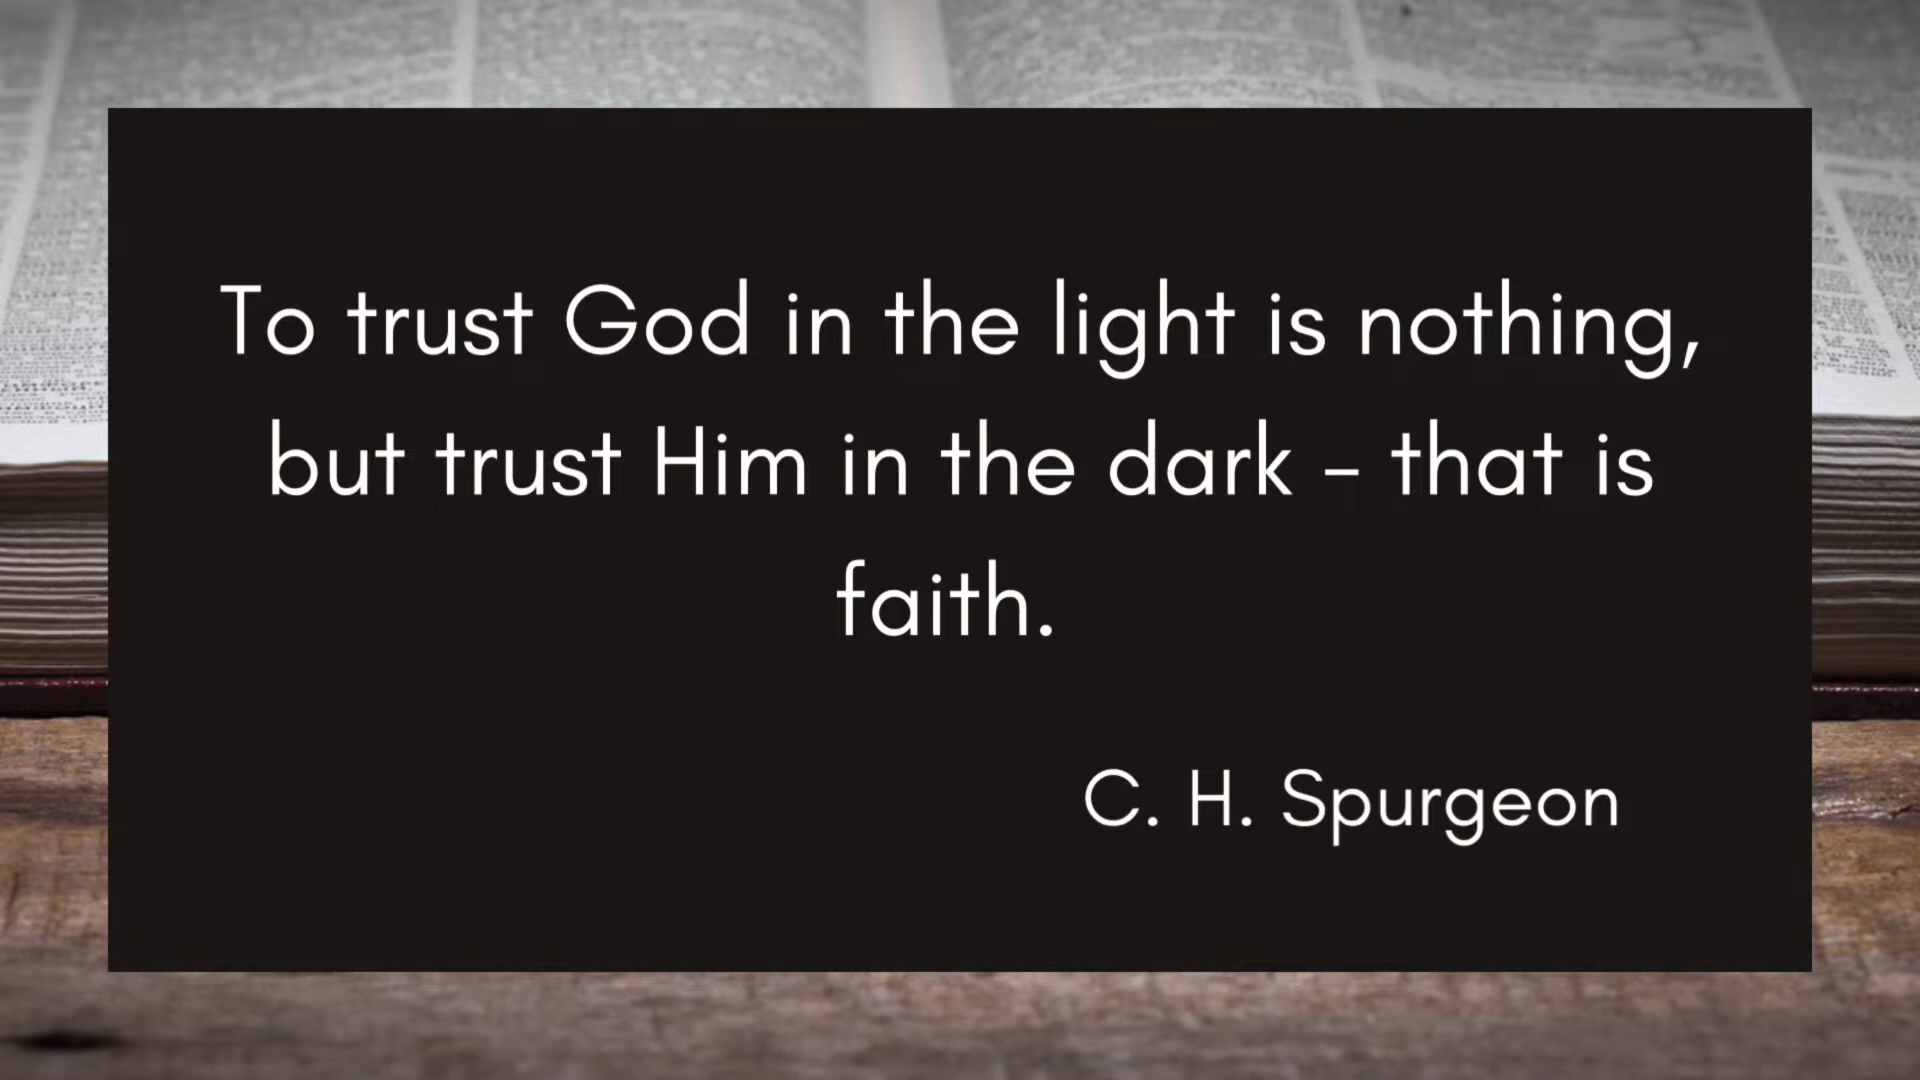 To trust God in the light is nothing,
but trust Him in the dark – that is
faith.
C. H. Spurgeon